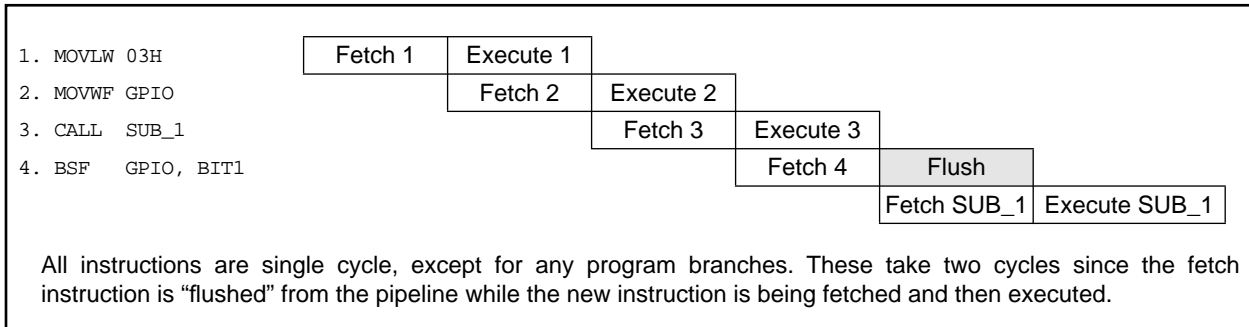 1. MOVLW 03H Fetch 1 Execute 1
2. MOVWF GPIO Fetch 2 Execute 2
3. CALL SUB_1 Fetch 3 Execute 3
4. BSF GPIO, BIT1 Fetch 4 Flush
Fetch SUB_1 Execute SUB_1
All instructions are single cycle, except for any program branches. These take two cycles since the fetch
instruction is “flushed” from the pipeline while the new instruction is being fetched and then executed.